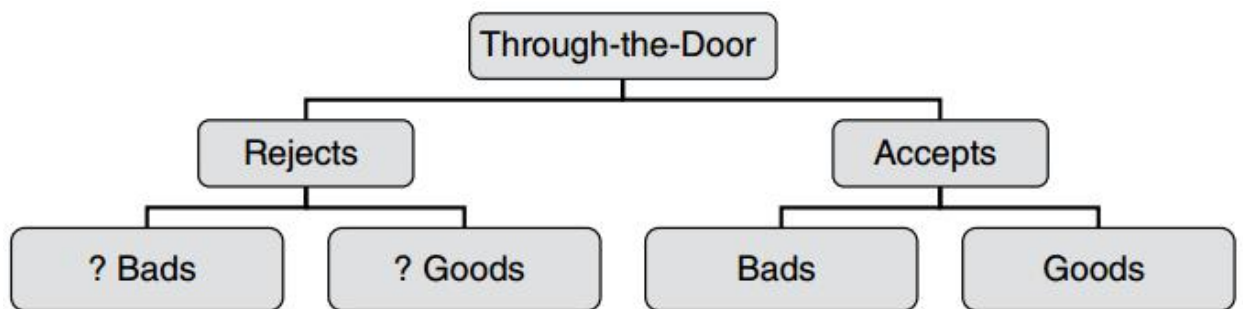 Through-the-Door
Rejects
Accepts
? Bads
? Goods
Bads
Goods